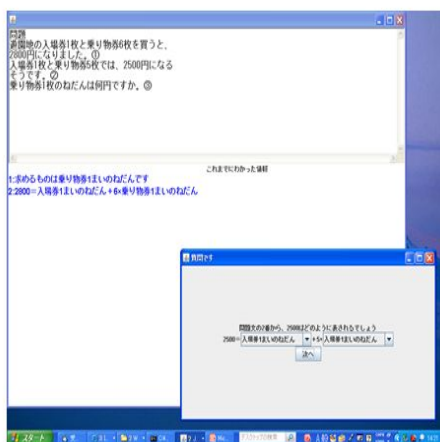 問題
遊園地の入場券1枚と乗り物券6枚を買うと、
2800円になりました。①
入場券1枚と乗り物券5枚では、2500円になる
そうです。②
乗り物券1枚のねだんは何円ですか。③
これまでにわかった情報
1:求めるものは乗り物券1まいのねだんです
2:2800=入場券1まいのねだん+6×乗り物券1まいのねだん
質問です
問題文の2番から、2500はどのように表されるでしょう
2500= 入場券1まいのねだん +5× 入場券1まいのねだん
次へ
スタート